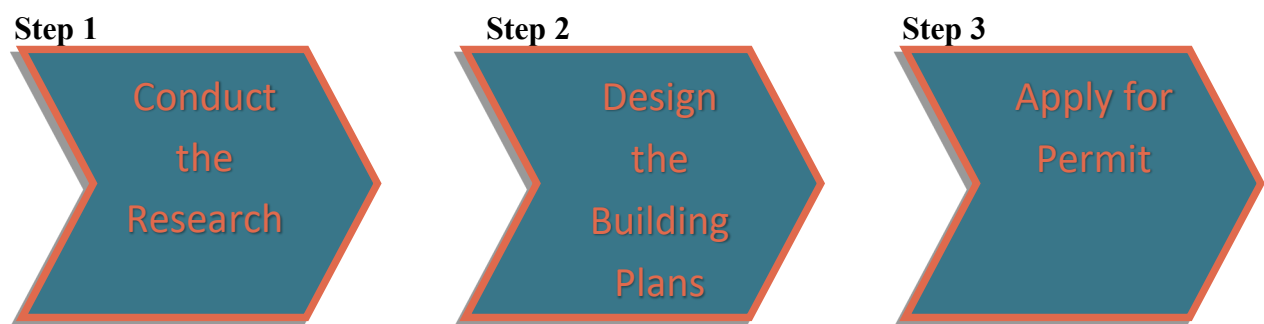 Step 1
Conduct
the
Research
Step 2
Design
the
Building
Plans
Step 3
Apply for
Permit